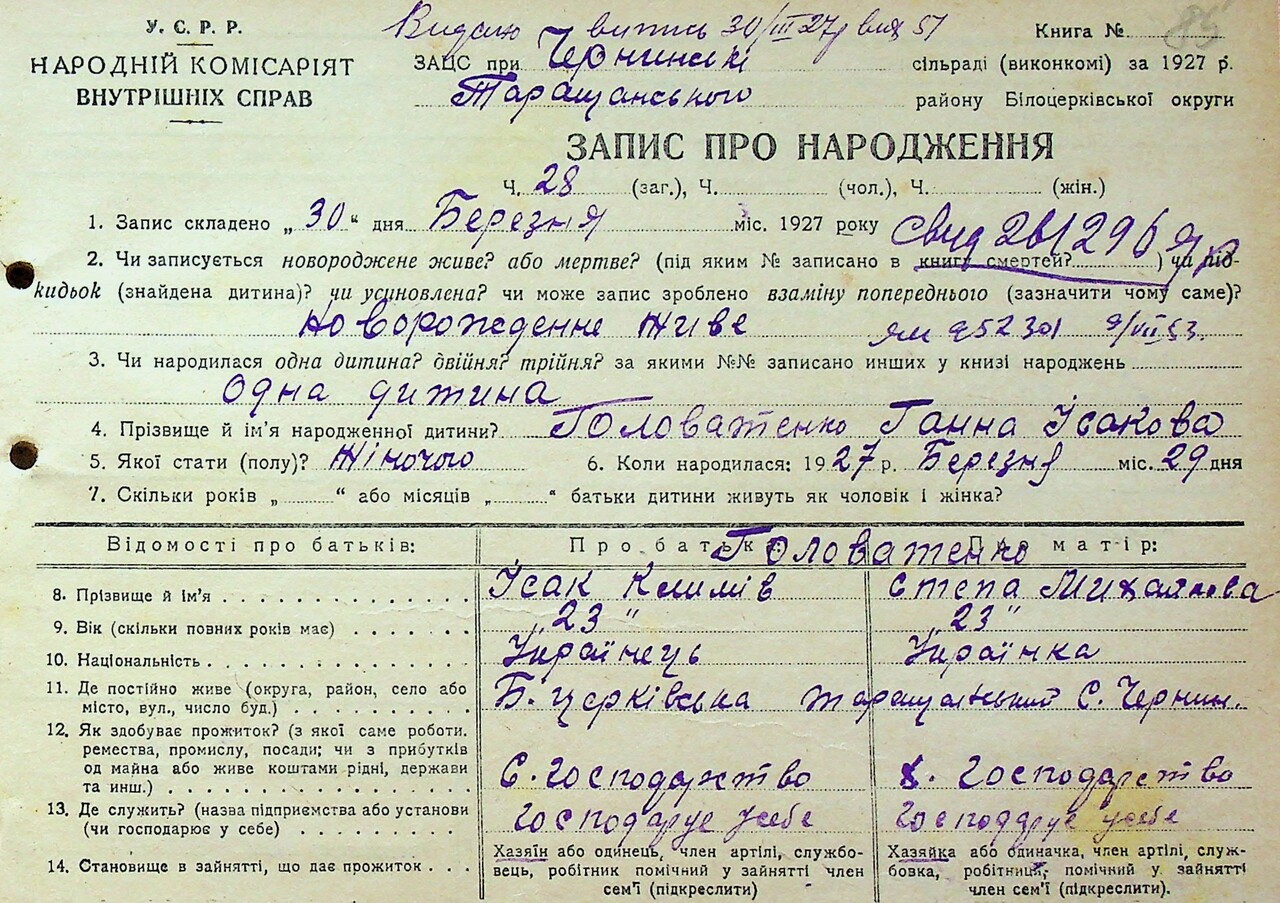 У. С. Р. Р.
НАРОДНІЙ КОМІСАРІЯТ
ВНУТРІШНІХ СПРАВ
Видано витяг 30/III 27 р.
Книга №
85
ЗАЦС при Чернинські сільраді (виконкомі) за 1927 р.
Таращанського району Білоцерківської округи
ЗАПИС ПРО НАРОДЖЕННЯ
Ч. 28 (заг.), Ч. (чол.), Ч. (жін.)
1. Запис складено „ 30 “ дня Березня міс. 1927 року
2. Чи записується новороджене живе? або мертве? (під яким № записано в книгу смертей? ) чи підкидьок (знайдена дитина)? чи усиновлена? чи може запис зроблено взаміну попереднього (зазначити чому саме)?
Новорожденне живе
3. Чи народилася одна дитина? двійня? трійня? за якими №№ записано инших у книзі народжень
Одна дитина
4. Прізвище й ім'я народженної дитини? Головатенко Ганна Ісакова
5. Якої стати (полу)? Жіночого 6. Коли народилася: 1927 р. Березня міс. 29 дня
7. Скільки років „ “ або місяців „ “ батьки дитини живуть як чоловік і жінка?
Відомості про батьків: Про батька: Про матір:
Головатенко
8. Прізвище й ім'я Ісак Климів Степа Михайлова
9. Вік (скільки повних років має) 23 " 23 "
10. Національність Українець Українка
11. Де постійно живе (округа, район, село або
місто, вул., число буд.) Б. Церківська Таращанський С. Чернин.
12. Як здобуває прожиток? (з якої саме роботи.
ремества, промислу, посади; чи з прибутків
од майна або живе коштами рідні, держави
та инш.) С. Господарство Х. Господарство
13. Де служить? (назва підприємства або установи
(чи господарює у себе) Господарує у себе Господарує у себе
14. Становище в зайнятті, що дає прожиток
Хазяїн або одинець, член артілі, службовець, робітник помічний у зайнятті член сем'ї (підкреслити)
Хазяйка або одиначка, член артілі, службовка, робітниця, помічний у зайнятті член сем'ї (підкреслити).